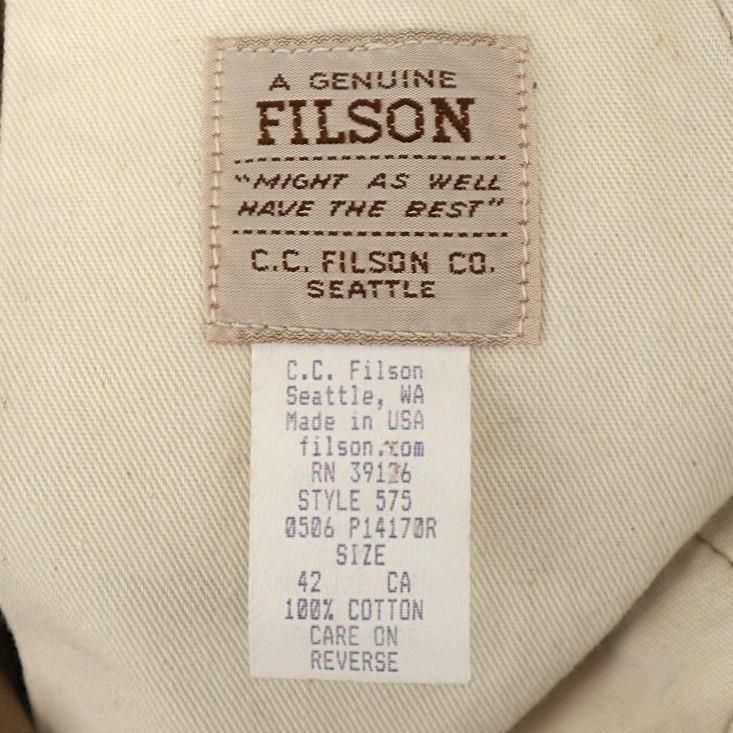 A GENUINE
FILSON
"MIGHT AS WELL
HAVE THE BEST"
C.C. FILSON CO.
SEATTLE
C.C. Filson
Seattle, WA
Made in USA
filson.com
RN 39126
STYLE 575
0506 P14170R
SIZE
42 CA
100% COTTON
CARE ON
REVERSE